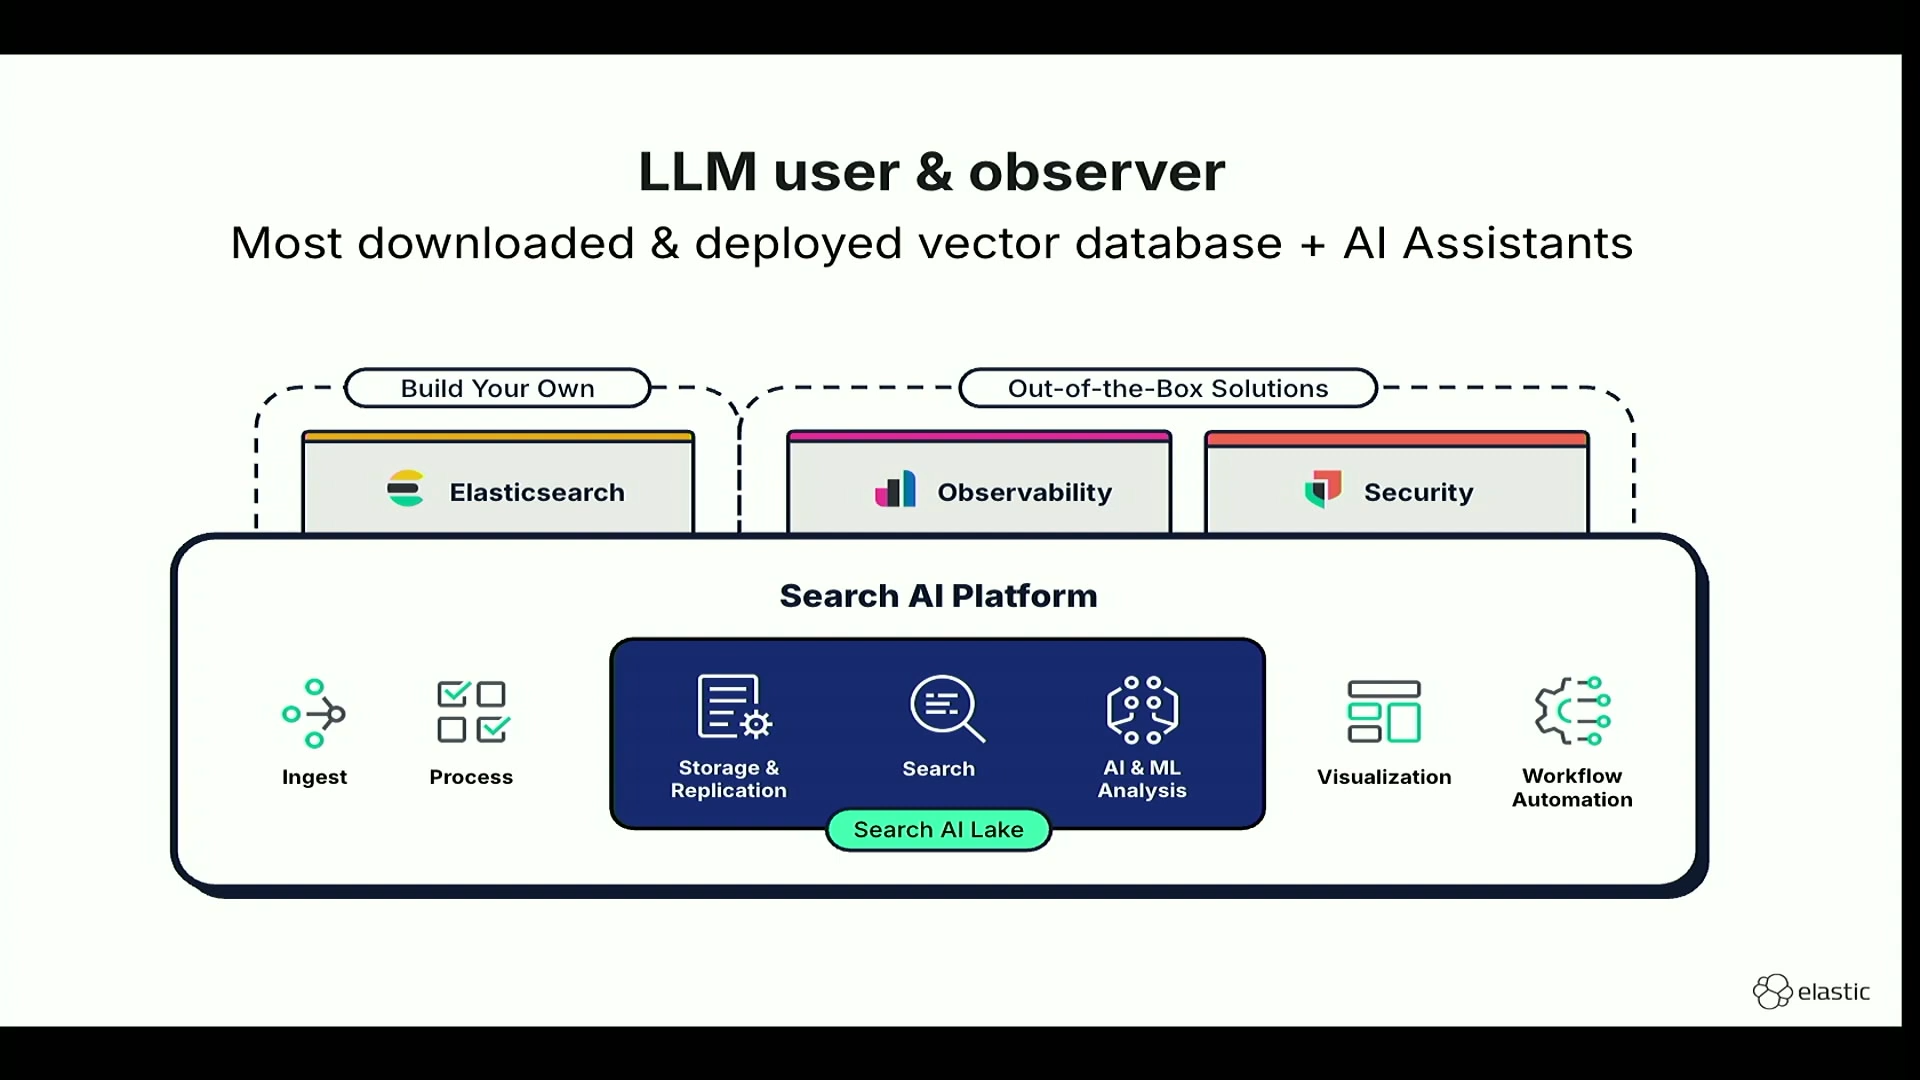 LLM user & observer
Most downloaded & deployed vector database + AI Assistants
Build Your Own
Out-of-the-Box Solutions
Elasticsearch
Observability
Security
Search AI Platform
Ingest
Process
Storage &
Replication
Search
AI & ML
Analysis
Visualization
Workflow
Automation
Search AI Lake
elastic